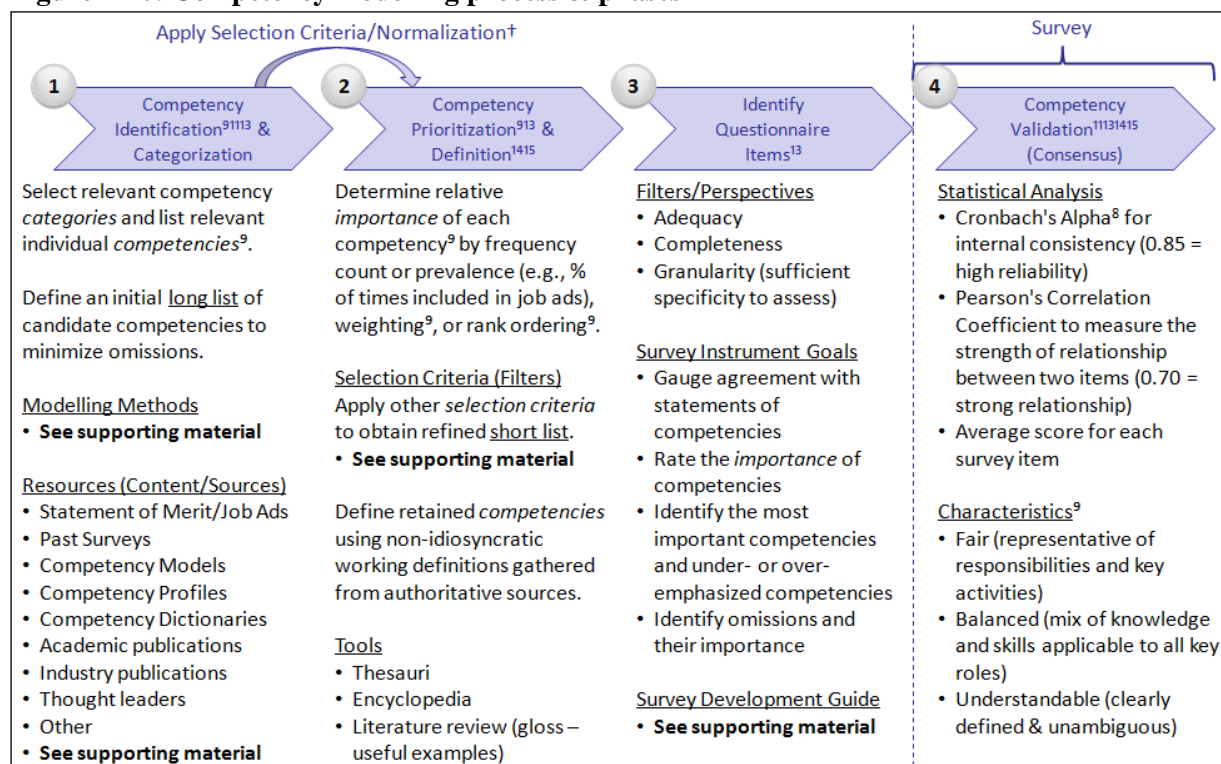 Figure Competency modelling process & phases
Apply Selection Criteria/Normalization†
Survey
1
Competency
Identification⁹¹¹¹³ &
Categorization
2
Competency
Prioritization⁹¹³ &
Definition¹⁴¹⁵
3
Identify
Questionnaire
Items¹³
4
Competency
Validation¹¹¹³¹⁴¹⁵
(Consensus)
Select relevant competency
categories and list relevant
individual competencies⁹.
Define an initial long list of
candidate competencies to
minimize omissions.
Modelling Methods
• See supporting material
Resources (Content/Sources)
• Statement of Merit/Job Ads
• Past Surveys
• Competency Models
• Competency Profiles
• Competency Dictionaries
• Academic publications
• Industry publications
• Thought leaders
• Other
• See supporting material
Determine relative
importance of each
competency⁹ by frequency
count or prevalence (e.g., %
of times included in job ads),
weighting⁹, or rank ordering⁹.
Selection Criteria (Filters)
Apply other selection criteria
to obtain refined short list.
• See supporting material
Define retained competencies
using non-idiosyncratic
working definitions gathered
from authoritative sources.
Tools
• Thesauri
• Encyclopedia
• Literature review (gloss –
useful examples)
Filters/Perspectives
• Adequacy
• Completeness
• Granularity (sufficient
specificity to assess)
Survey Instrument Goals
• Gauge agreement with
statements of
competencies
• Rate the importance of
competencies
• Identify the most
important competencies
and under- or over-
emphasized competencies
• Identify omissions and
their importance
Survey Development Guide
• See supporting material
Statistical Analysis
• Cronbach's Alpha⁸ for
internal consistency (0.85 =
high reliability)
• Pearson's Correlation
Coefficient to measure the
strength of relationship
between two items (0.70 =
strong relationship)
• Average score for each
survey item
Characteristics⁹
• Fair (representative of
responsibilities and key
activities)
• Balanced (mix of knowledge
and skills applicable to all key
roles)
• Understandable (clearly
defined & unambiguous)